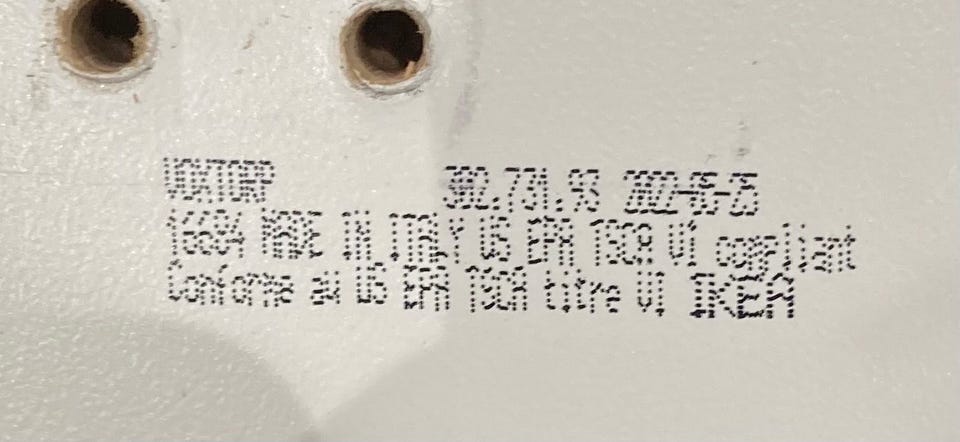 VOXTORP 302.731.93 2022-05-25
16684 MADE IN ITALY US EPA TSCA VI compliant
Conforme au US EPA TSCA titre VI IKEA